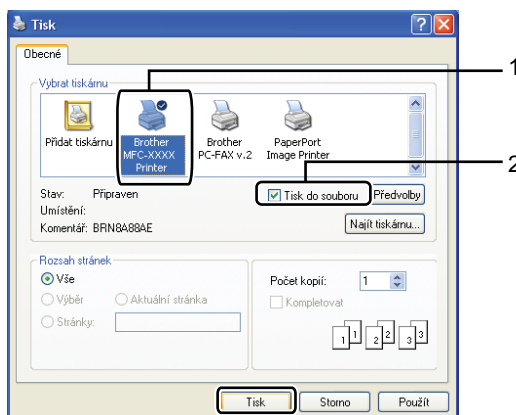 Tisk
Obecné
Vybrat tiskárnu
1
Přidat tiskárnu
Brother
MFC-XXXX
Printer
Brother
PC-FAX v.2
PaperPort
Image Printer
2
Stav: Připraven
Tisk do souboru
Předvolby
Umístění:
Komentář: BRN8A88AE
Najít tiskárnu...
Rozsah stránek
Vše
Výběr
Aktuální stránka
Stránky:
Počet kopií: 1
Kompletovat
1 1 2 2 3 3
Tisk
Storno
Použít